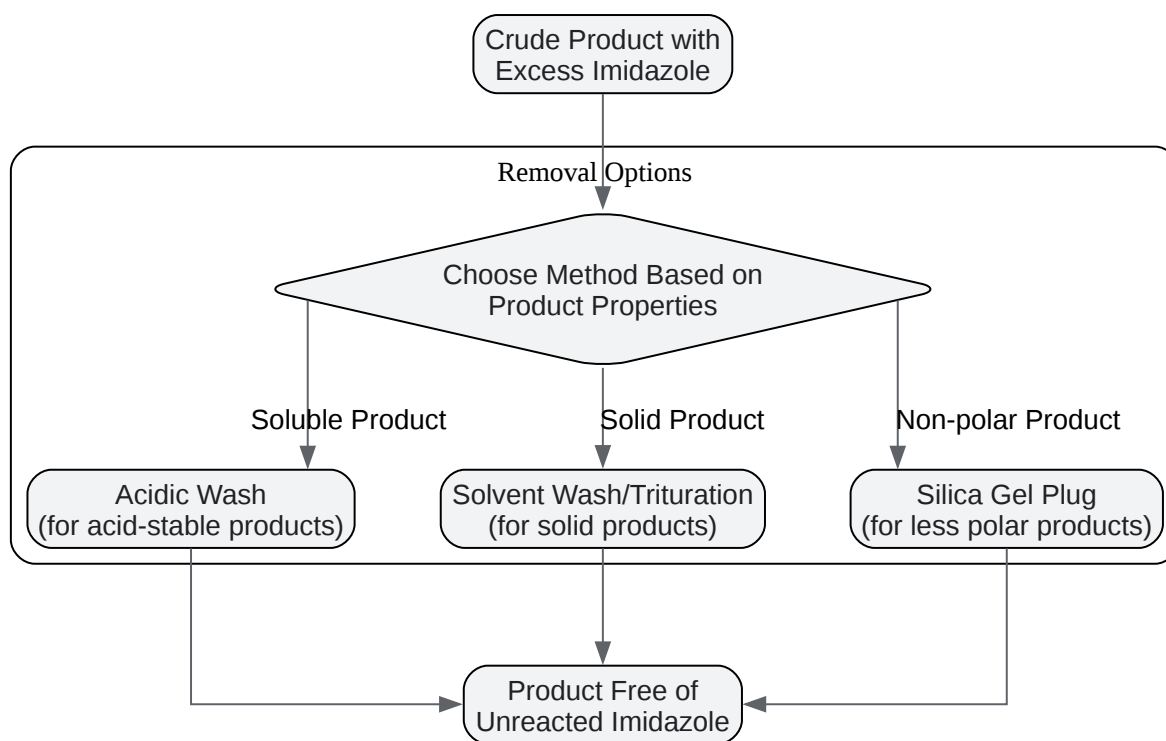 Crude Product with
Excess Imidazole
Removal Options
Choose Method Based on
Product Properties
Soluble Product
Solid Product
Non-polar Product
Acidic Wash
(for acid-stable products)
Solvent Wash/Trituration
(for solid products)
Silica Gel Plug
(for less polar products)
Product Free of
Unreacted Imidazole